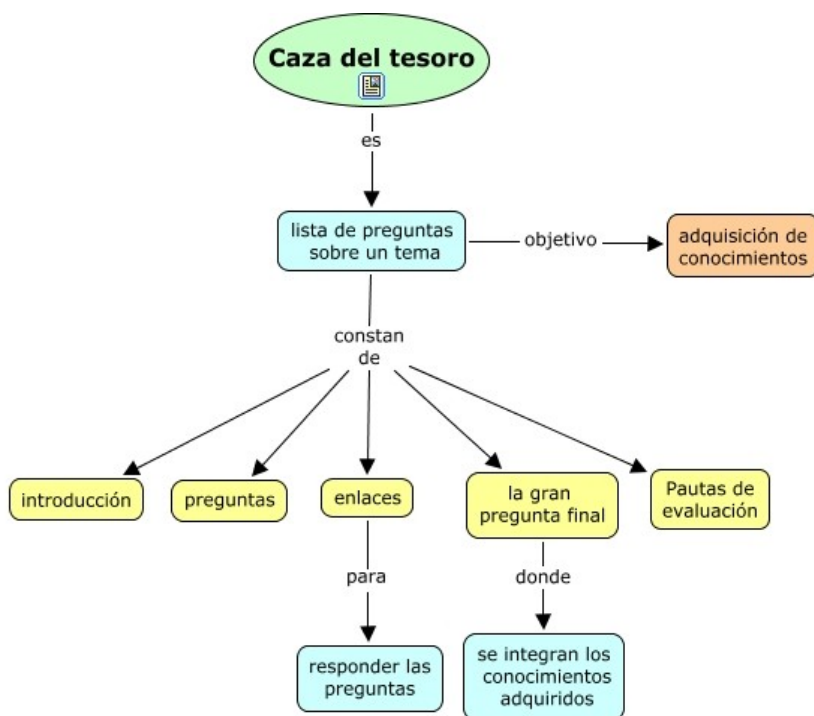 Caza del tesoro
es
lista de preguntas
sobre un tema
objetivo
adquisición de
conocimientos
constan
de
introducción
preguntas
enlaces
la gran
pregunta final
Pautas de
evaluación
para
donde
responder las
preguntas
se integran los
conocimientos
adquiridos